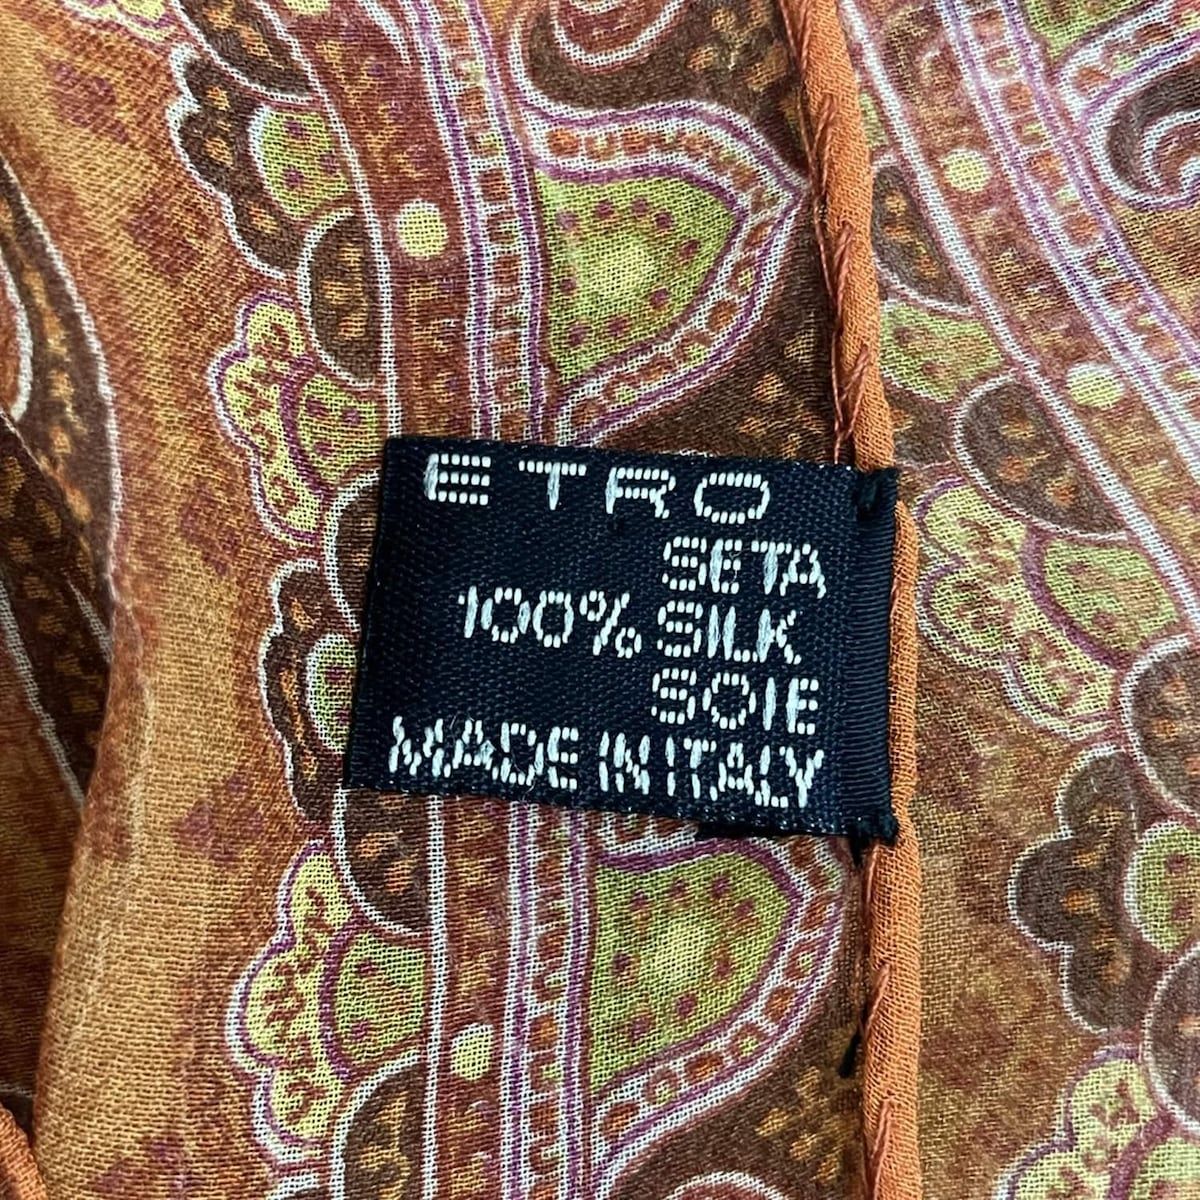 ETRO
SETA
100% SILK
SOIE
MADE IN ITALY